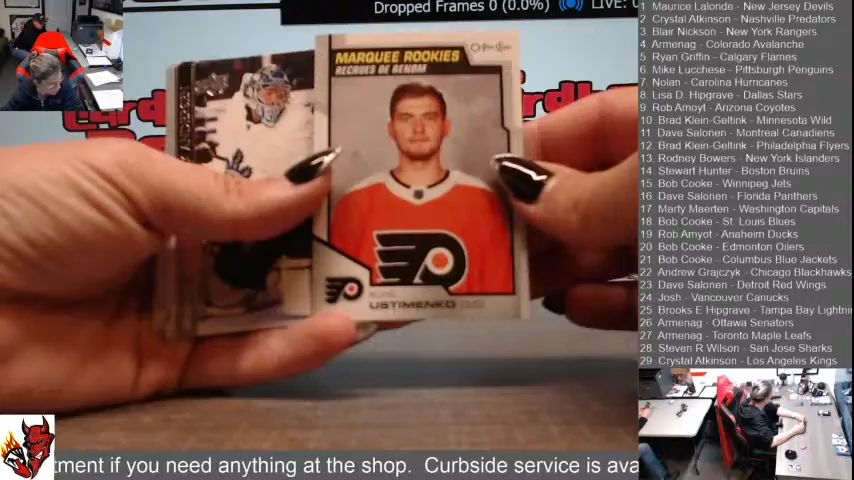 Dropped Frames 0 (0.0%) LIVE:
MARQUEE ROOKIES
RECRUES DE RENOM
O-Pee-Chee
USTIMENKO
1 Maurice Lalonde - New Jersey Devils
2 Crystal Atkinson - Nashville Predators
3 Blair Nickson - New York Rangers
4 Armenag - Colorado Avalanche
5 Ryan Griffin - Calgary Flames
6 Mike Lucchese - Pittsburgh Penguins
7 Nolan - Carolina Hurricanes
8 Lisa D. Hipgrave - Dallas Stars
9 Rob Amoyt - Arizona Coyotes
10 Brad Klein-Geltink - Minnesota Wild
11 Dave Salonen - Montreal Canadiens
12 Brad Klein-Geltink - Philadelphia Flyers
13 Rodney Bowers - New York Islanders
14 Stewart Hunter - Boston Bruins
15 Bob Cooke - Winnipeg Jets
16 Dave Salonen - Florida Panthers
17 Marty Maerten - Washington Capitals
18 Bob Cooke - St. Louis Blues
19 Rob Amyot - Anaheim Ducks
20 Bob Cooke - Edmonton Oilers
21 Bob Cooke - Columbus Blue Jackets
22 Andrew Grajczyk - Chicago Blackhawks
23 Dave Salonen - Detroit Red Wings
24 Josh - Vancouver Canucks
25 Brooks E Hipgrave - Tampa Bay Lightnin
26 Armenag - Ottawa Senators
27 Armenag - Toronto Maple Leafs
28 Steven R Wilson - San Jose Sharks
29 Crystal Atkinson - Los Angeles Kings
tment if you need anything at the shop. Curbside service is ava